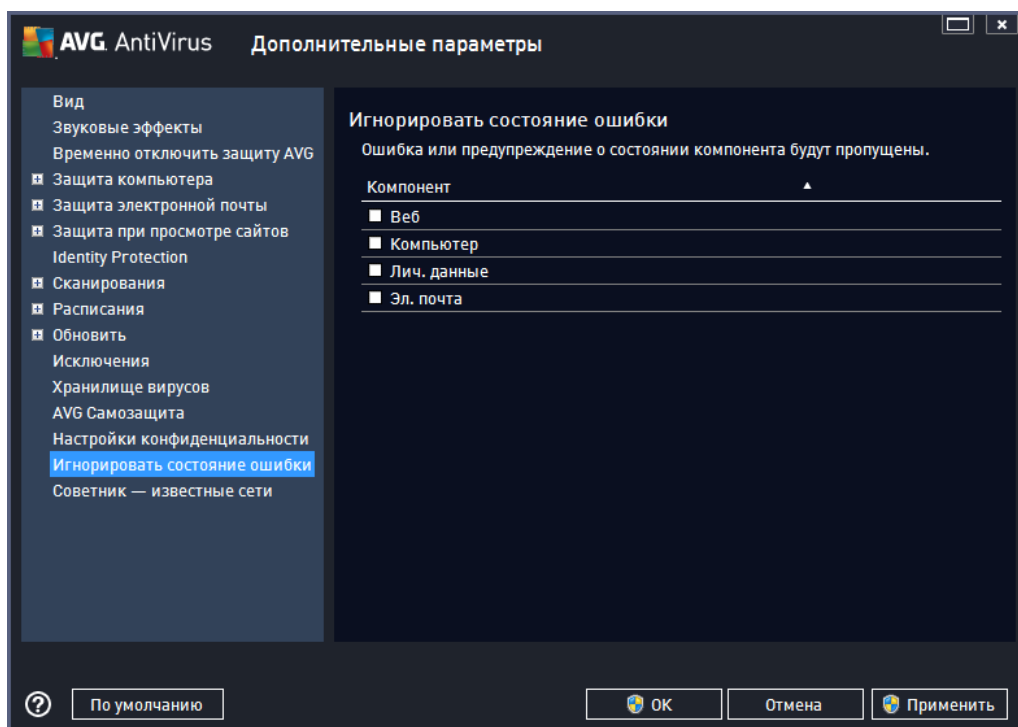 AVG. AntiVirus Дополнительные параметры
Вид
Звуковые эффекты
Временно отключить защиту AVG
Защита компьютера
Защита электронной почты
Защита при просмотре сайтов
Identity Protection
Сканирования
Расписания
Обновить
Исключения
Хранилище вирусов
AVG Самозащита
Настройки конфиденциальности
Игнорировать состояние ошибки
Советник — известные сети
Игнорировать состояние ошибки
Ошибка или предупреждение о состоянии компонента будут пропущены.
Компонент
Веб
Компьютер
Лич. данные
Эл. почта
По умолчанию
ОК
Отмена
Применить